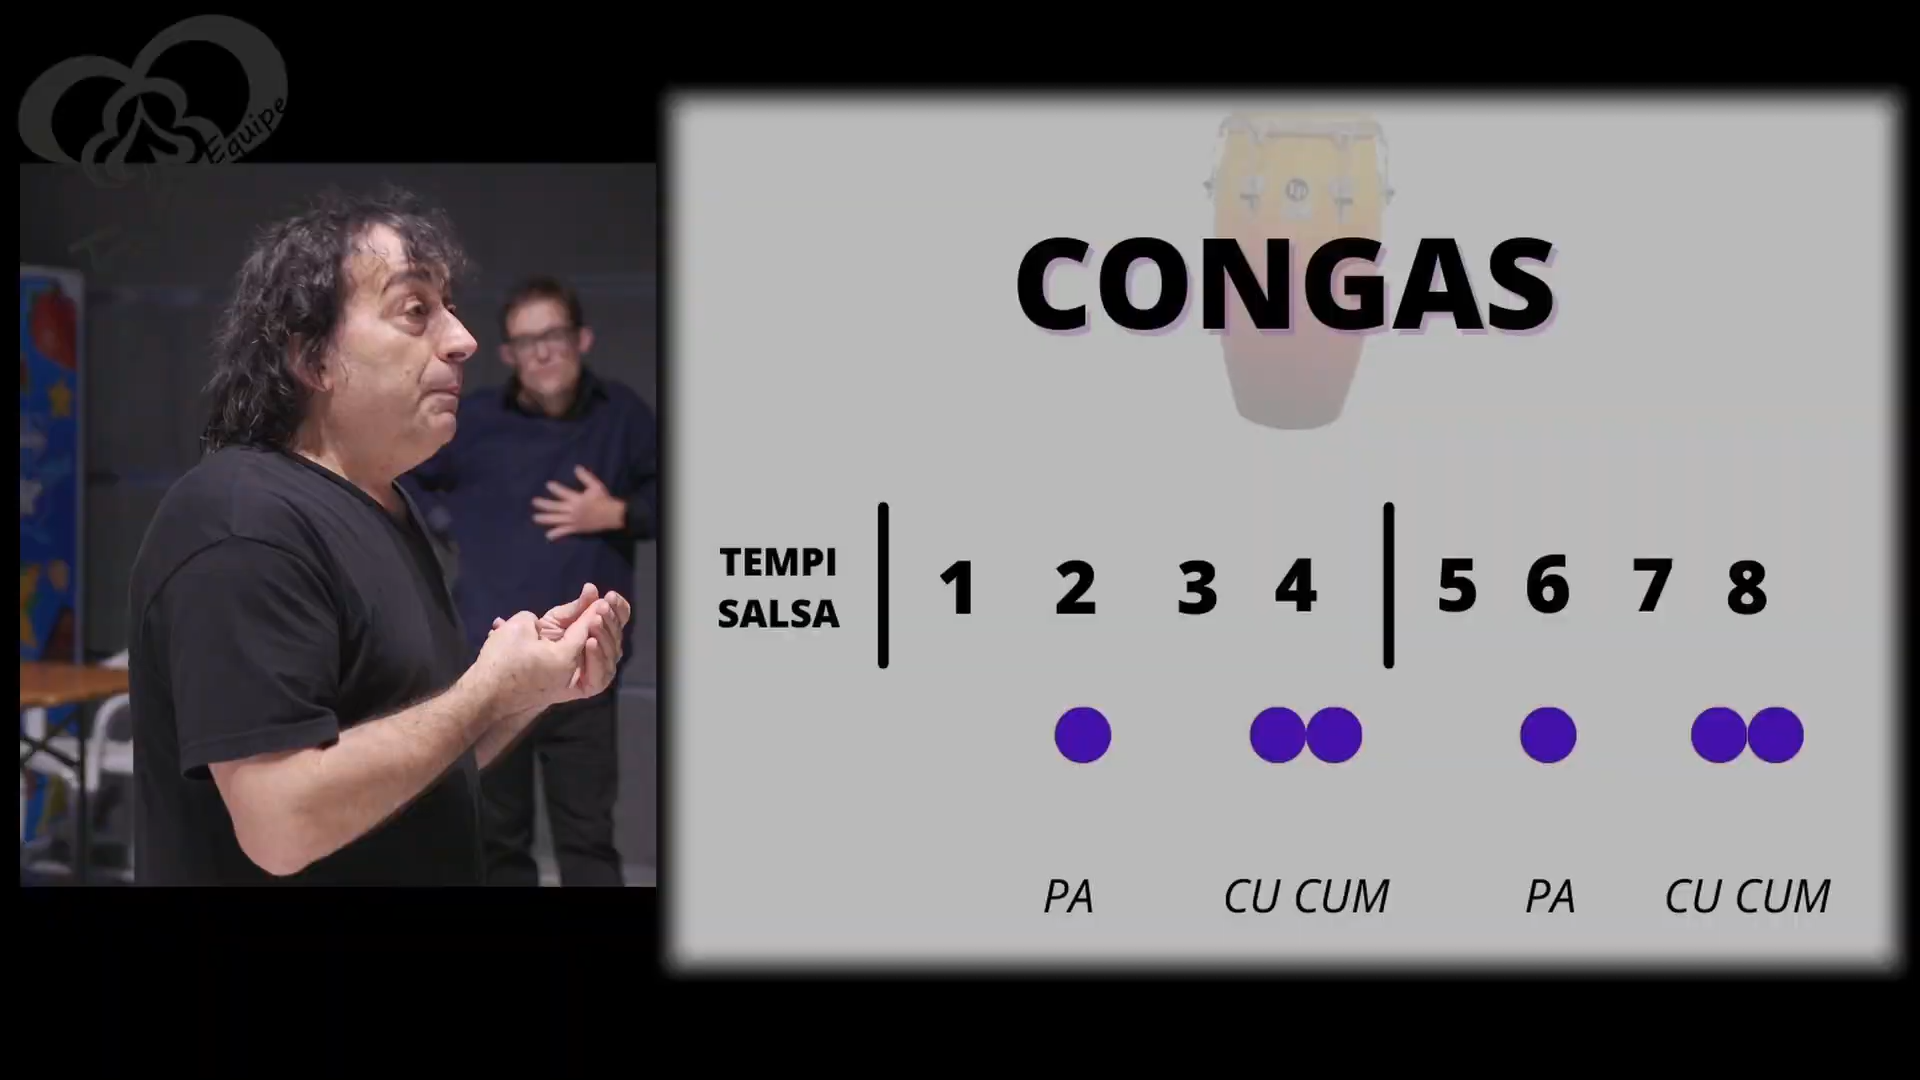 Equipe
CONGAS
TEMPI
SALSA
1 2 3 4 5 6 7 8
PA CU CUM PA CU CUM